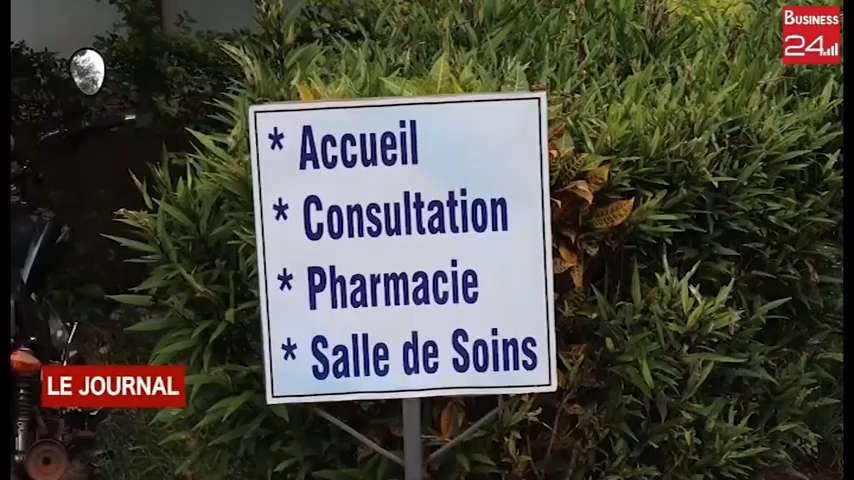 Business
24
* Accueil
* Consultation
* Pharmacie
* Salle de Soins
LE JOURNAL